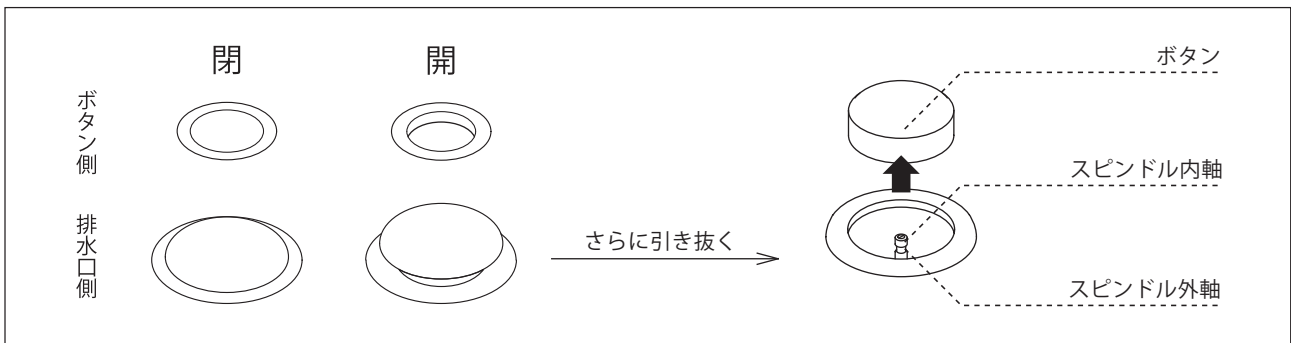 閉
開
ボタン側
排水口側
さらに引き抜く
ボタン
スピンドル内軸
スピンドル外軸